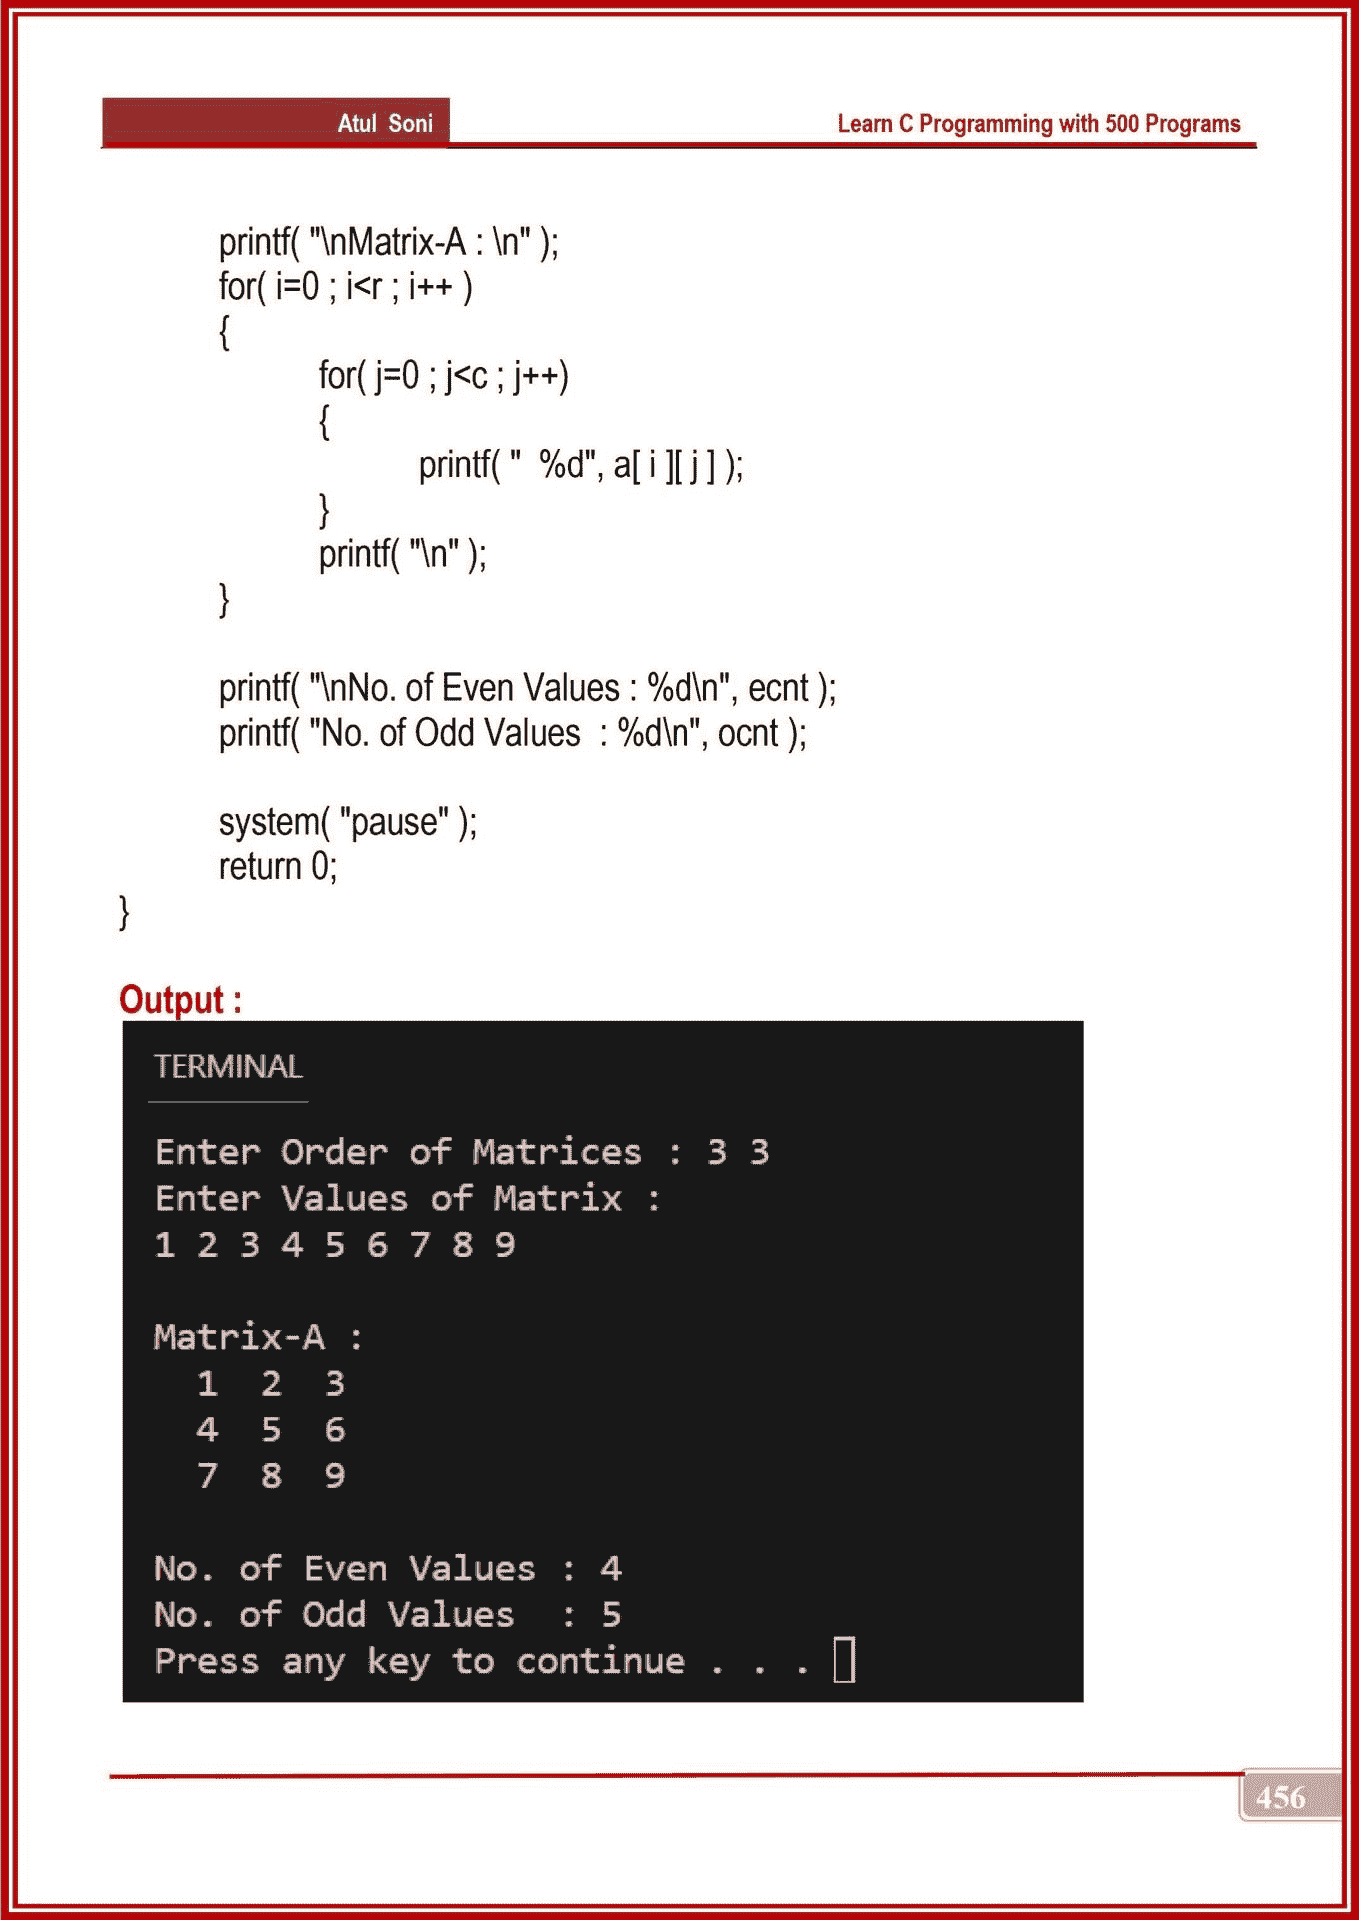 Atul  Soni
Learn C Programming with 500 Programs
printf( "\nMatrix-A : \n" );
for( i=0 ; i<r ; i++ )
{
for( j=0 ; j<c ; j++)
{
printf( "  %d", a[ i ][ j ] );
}
printf( "\n" );
}
printf( "\nNo. of Even Values : %d\n", ecnt );
printf( "No. of Odd Values  : %d\n", ocnt );
system( "pause" );
return 0;
}
Output :
TERMINAL
Enter Order of Matrices : 3 3
Enter Values of Matrix :
1 2 3 4 5 6 7 8 9
Matrix-A :
1  2  3
4  5  6
7  8  9
No. of Even Values : 4
No. of Odd Values  : 5
Press any key to continue . . .
456